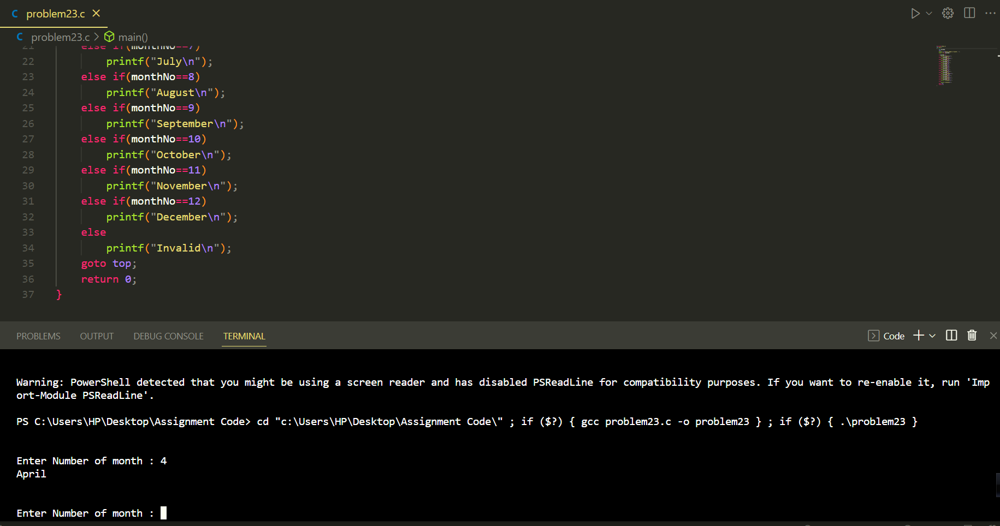 C problem23.c ×
C problem23.c > main()
21 else if(monthNo==7)
22 printf("July\n");
23 else if(monthNo==8)
24 printf("August\n");
25 else if(monthNo==9)
26 printf("September\n");
27 else if(monthNo==10)
28 printf("October\n");
29 else if(monthNo==11)
30 printf("November\n");
31 else if(monthNo==12)
32 printf("December\n");
33 else
34 printf("Invalid\n");
35 goto top;
36 return 0;
37 }
PROBLEMS OUTPUT DEBUG CONSOLE TERMINAL Code
Warning: PowerShell detected that you might be using a screen reader and has disabled PSReadLine for compatibility purposes. If you want to re-enable it, run 'Imp
ort-Module PSReadLine'.
PS C:\Users\HP\Desktop\Assignment Code> cd "c:\Users\HP\Desktop\Assignment Code\" ; if ($?) { gcc problem23.c -o problem23 } ; if ($?) { .\problem23 }
Enter Number of month : 4
April
Enter Number of month :